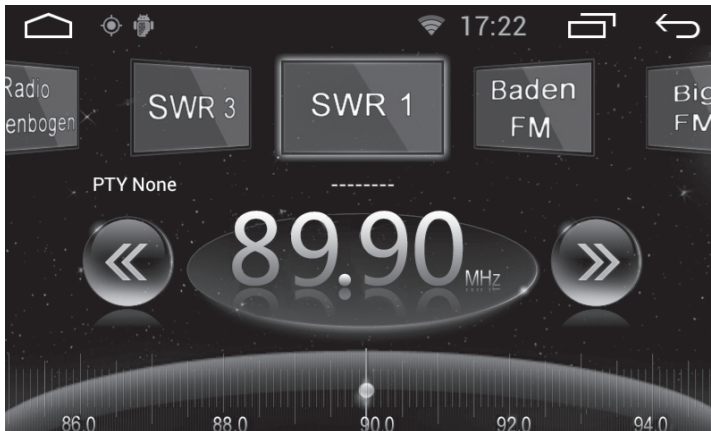 17:22
Radio
enbogen
SWR 3
SWR 1
Baden
FM
Big
FM
PTY None
--------
89.90 MHz
86.0 88.0 90.0 92.0 94.0